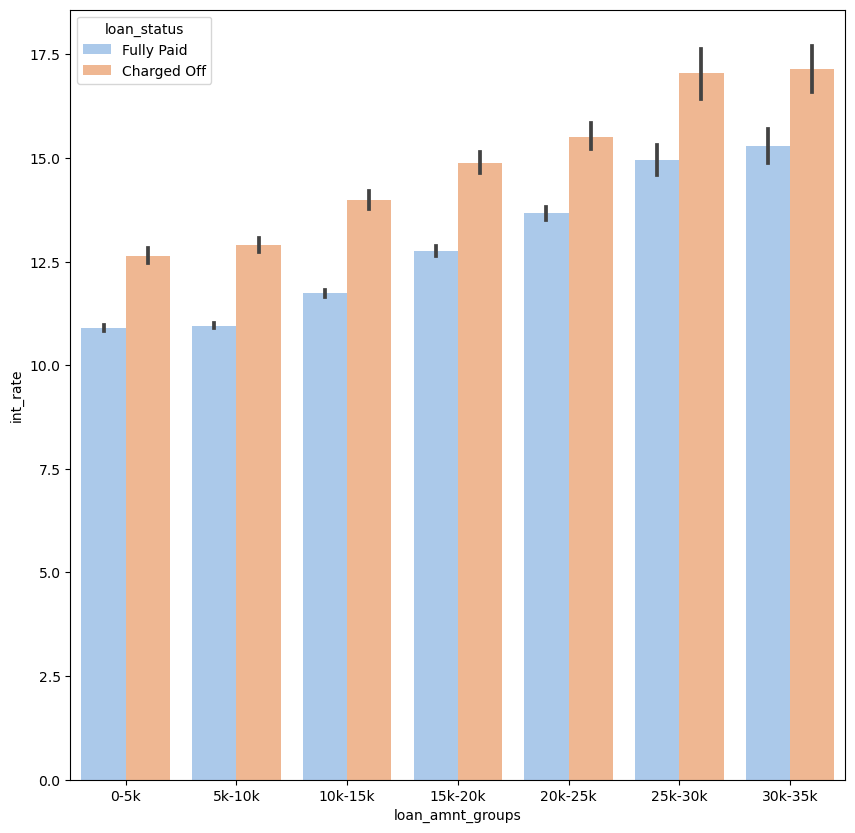 loan_status
Fully Paid
Charged Off
int_rate
17.5
15.0
12.5
10.0
7.5
5.0
2.5
0.0
0-5k 5k-10k 10k-15k 15k-20k 20k-25k 25k-30k 30k-35k
loan_amnt_groups